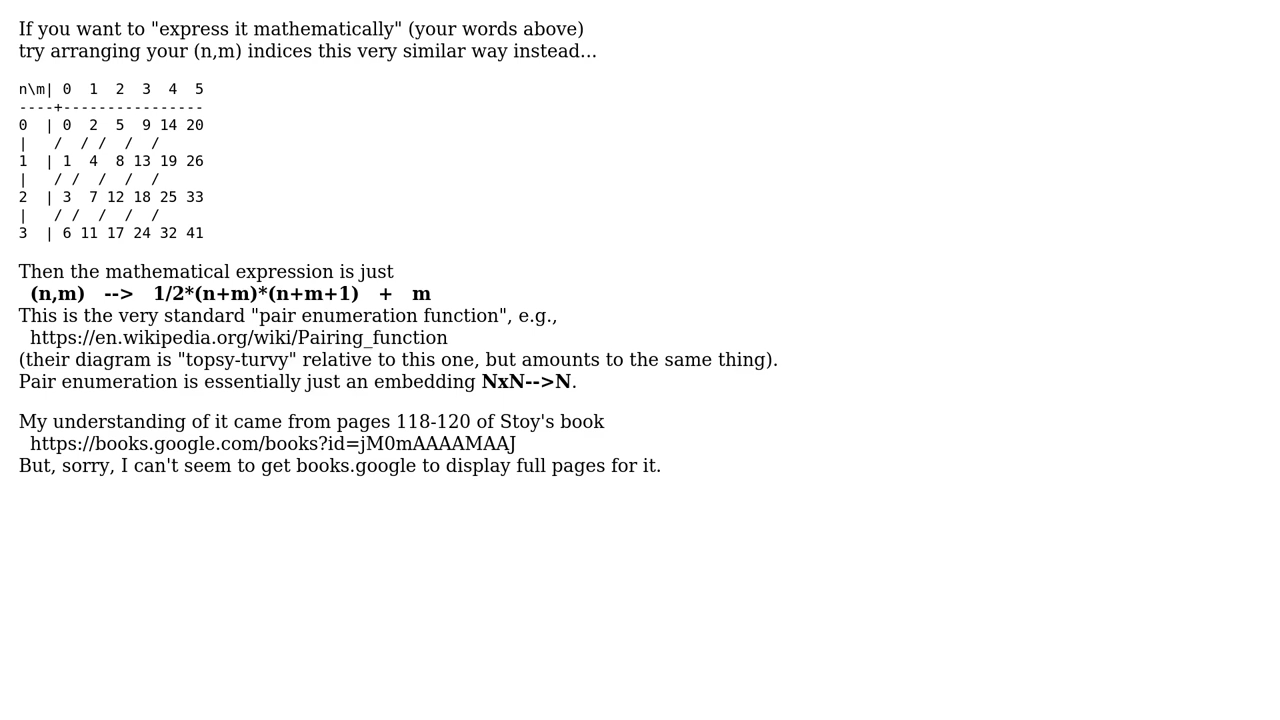 If you want to "express it mathematically" (your words above)
try arranging your (n,m) indices this very similar way instead...
n\m| 0  1  2  3  4  5
----+----------------
0  | 0  2  5  9 14 20
|   /  / /  /  /
1  | 1  4  8 13 19 26
|   / /  /  /  /
2  | 3  7 12 18 25 33
|   / /  /  /  /
3  | 6 11 17 24 32 41
Then the mathematical expression is just
(n,m)   -->   1/2*(n+m)*(n+m+1)   +   m
This is the very standard "pair enumeration function", e.g.,
https://en.wikipedia.org/wiki/Pairing_function
(their diagram is "topsy-turvy" relative to this one, but amounts to the same thing).
Pair enumeration is essentially just an embedding NxN-->N.
My understanding of it came from pages 118-120 of Stoy's book
https://books.google.com/books?id=jM0mAAAAMAAJ
But, sorry, I can't seem to get books.google to display full pages for it.